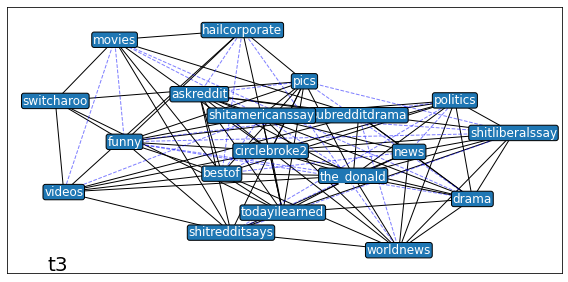 hailcorporate
movies
pics
askreddit
switcharoo
politics
shitamericanssay
ubredditdrama
shitliberalssay
funny
circlebroke2
news
bestof
the_donald
videos
drama
todayilearned
shitredditsays
worldnews
t3